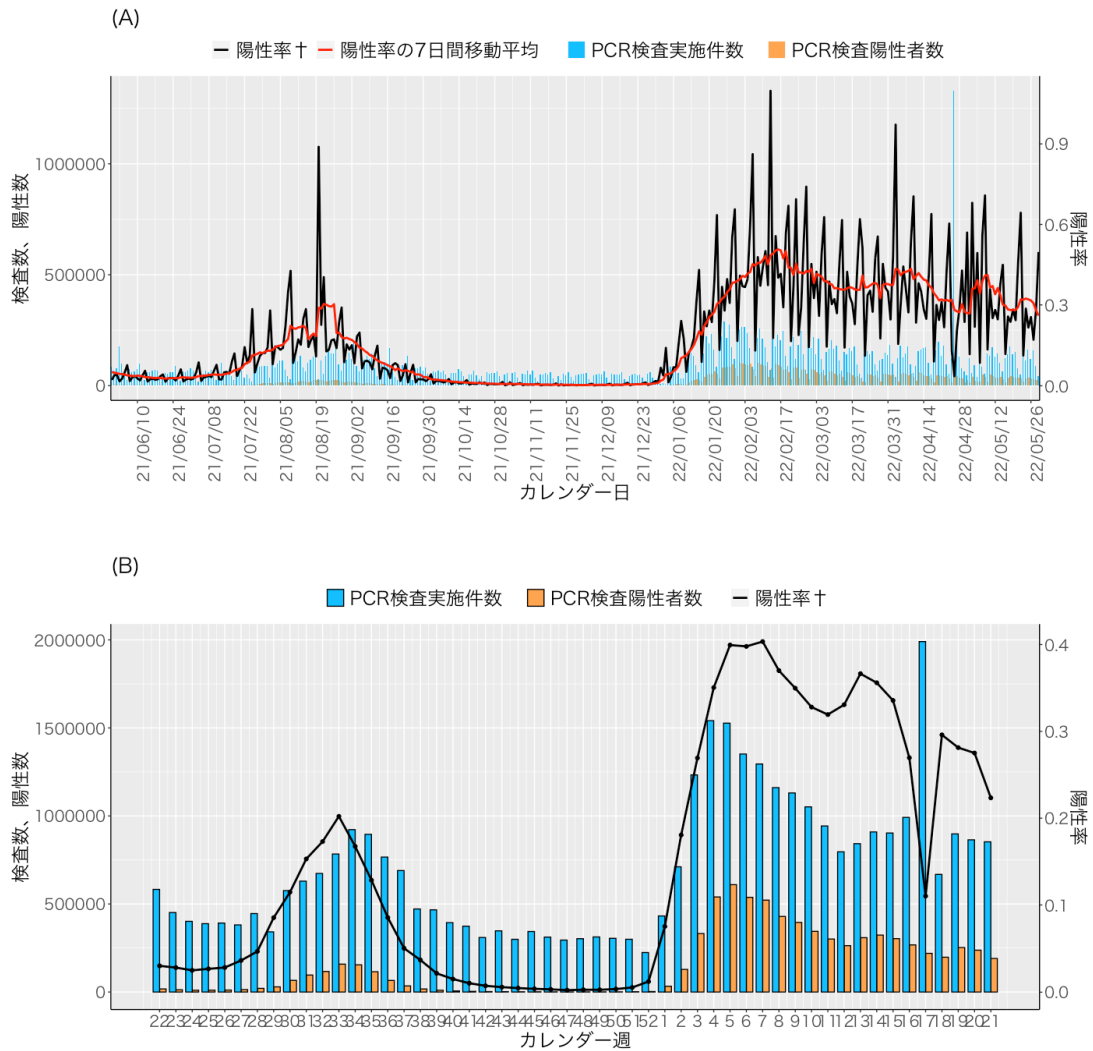 (A)
陽性率† 陽性率の7日間移動平均 PCR検査実施件数 PCR検査陽性者数
検査数、陽性数
1000000
500000
0
0.9
0.6
0.3
0.0
陽性率
21/06/10 21/06/24 21/07/08 21/07/22 21/08/05 21/08/19 21/09/02 21/09/16 21/09/30 21/10/14 21/10/28 21/11/11 21/11/25 21/12/09 21/12/23 22/01/06 22/01/20 22/02/03 22/02/17 22/03/03 22/03/17 22/03/31 22/04/14 22/04/28 22/05/12 22/05/26
カレンダー日
(B)
PCR検査実施件数 PCR検査陽性者数 陽性率†
検査数、陽性数
2000000
1500000
1000000
500000
0
0.4
0.3
0.2
0.1
0.0
陽性率
22 23 24 25 26 27 28 29 30 31 32 33 34 35 36 37 38 39 40 41 42 43 44 45 46 47 48 49 50 51 52 1 2 3 4 5 6 7 8 9 10 11 12 13 14 15 16 17 18 19 20 21
カレンダー週